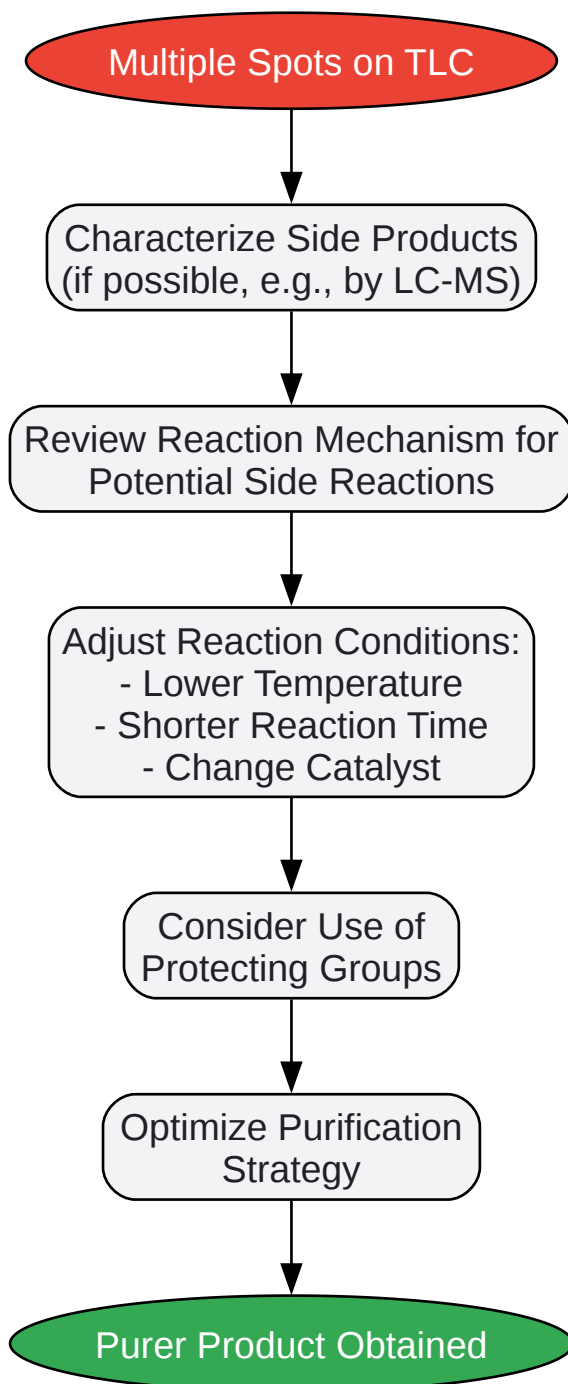 Multiple Spots on TLC
Characterize Side Products
(if possible, e.g., by LC-MS)
Review Reaction Mechanism for
Potential Side Reactions
Adjust Reaction Conditions:
- Lower Temperature
- Shorter Reaction Time
- Change Catalyst
Consider Use of
Protecting Groups
Optimize Purification
Strategy
Purer Product Obtained